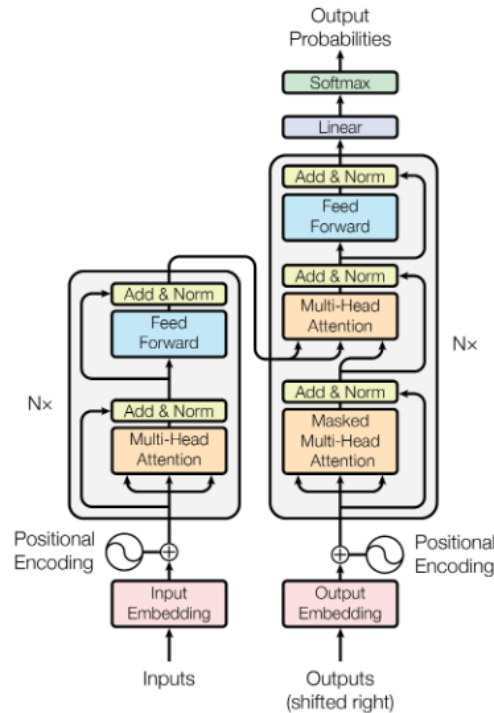 Output
Probabilities
Softmax
Linear
Add & Norm
Feed
Forward
Add & Norm
Multi-Head
Attention
Add & Norm
Masked
Multi-Head
Attention
Nx
Add & Norm
Feed
Forward
Add & Norm
Multi-Head
Attention
Nx
Positional
Encoding
Positional
Encoding
Input
Embedding
Output
Embedding
Inputs
Outputs
(shifted right)